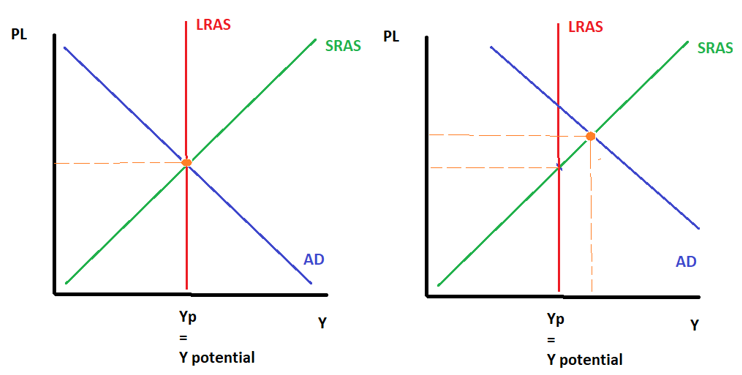 PL
LRAS
SRAS
AD
Yp
=
Y potential
Y
PL
LRAS
SRAS
AD
Yp
=
Y potential
Y